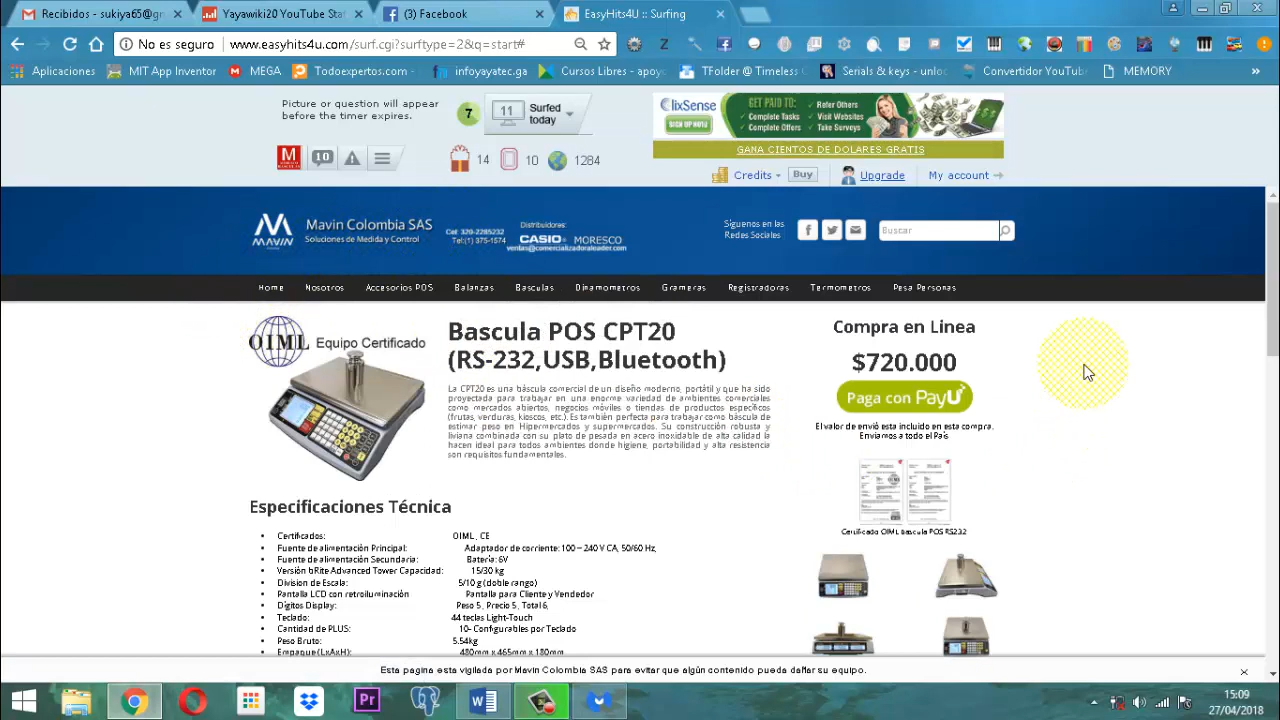 Recibidos - sukiya65@gm
Yayawiki20 YouTube Stat
(3) Facebook
EasyHits4U :: Surfing
No es seguro
www.easyhits4u.com/surf.cgi?surftype=2&q=start#
Aplicaciones
MIT App Inventor
MEGA
Todoexpertos.com -
infoyayatec.ga
Cursos Libres - apoyo
TFolder @ Timeless
Serials & keys - unloc
Convertidor YouTube
MEMORY
Picture or question will appear
before the timer expires.
7
11
Surfed
today
10
14
10
1284
ClixSense
SIGN UP NOW!
GET PAID TO:
Complete Tasks
Complete Offers
Refer Others
Visit Websites
Take Surveys
GANA CIENTOS DE DOLARES GRATIS
Credits
Buy
Upgrade
My account
MAVIN
Mavin Colombia SAS
Soluciones de Medida y Control
Cel: 320-2285232
Tel:(1) 375-1574
Distribuidores:
CASIO MORESCO
ventas@comercializadoraleader.com
Síguenos en las
Redes Sociales
Buscar
Home
Nosotros
Accesorios POS
Balanzas
Basculas
Dinamometros
Grameras
Registradoras
Termometros
Pesa Personas
OIML Equipo Certificado
Bascula POS CPT20
(RS-232,USB,Bluetooth)
La CPT20 es una báscula comercial de un diseño moderno, portátil y que ha sido
proyectada para trabajar en una enorme variedad de ambientes comerciales
como mercados abiertos, negocios móviles o tiendas de productos específicos
(frutas, verduras, kioscos, etc.). Es también perfecta para trabajar como báscula de
estimar peso en Hipermercados y supermercados. Su construcción robusta y
liviana combinada con su plato de pesada en acero inoxidable de alta calidad la
hacen ideal para todos ambientes donde higiene, portabilidad y alta resistencia
son requisitos fundamentales.
Compra en Linea
$720.000
Paga con PayU
El valor de envió esta incluido en esta compra.
Enviamos a todo el País
Certificado OIML bascula POS RS232
Especificaciones Técnica
Certificados: OIML, CE
Fuente de alimentación Principal: Adaptador de corriente: 100 – 240 V CA, 50/60 Hz,
Fuente de alimentación Secundaria: Batería: 6V
Versión bRite Advanced Tower Capacidad: 15/30 kg
Division de Escala: 5/10 g (doble rango)
Pantalla LCD con retroiluminación Pantalla para Cliente y Vendedor
Dígitos Display: Peso 5, Precio 5, Total 6,
Teclado: 44 teclas Light-Touch
Cantidad de PLUS: 10- Configurables por Teclado
Peso Bruto: 5.54kg
Empaque (LxAxH): 480mm x 465mm x 180mm
Esta pagina esta vigilada por Mavin Colombia SAS para evitar que algún contenido pueda dañar su equipo.
15:09
27/04/2018